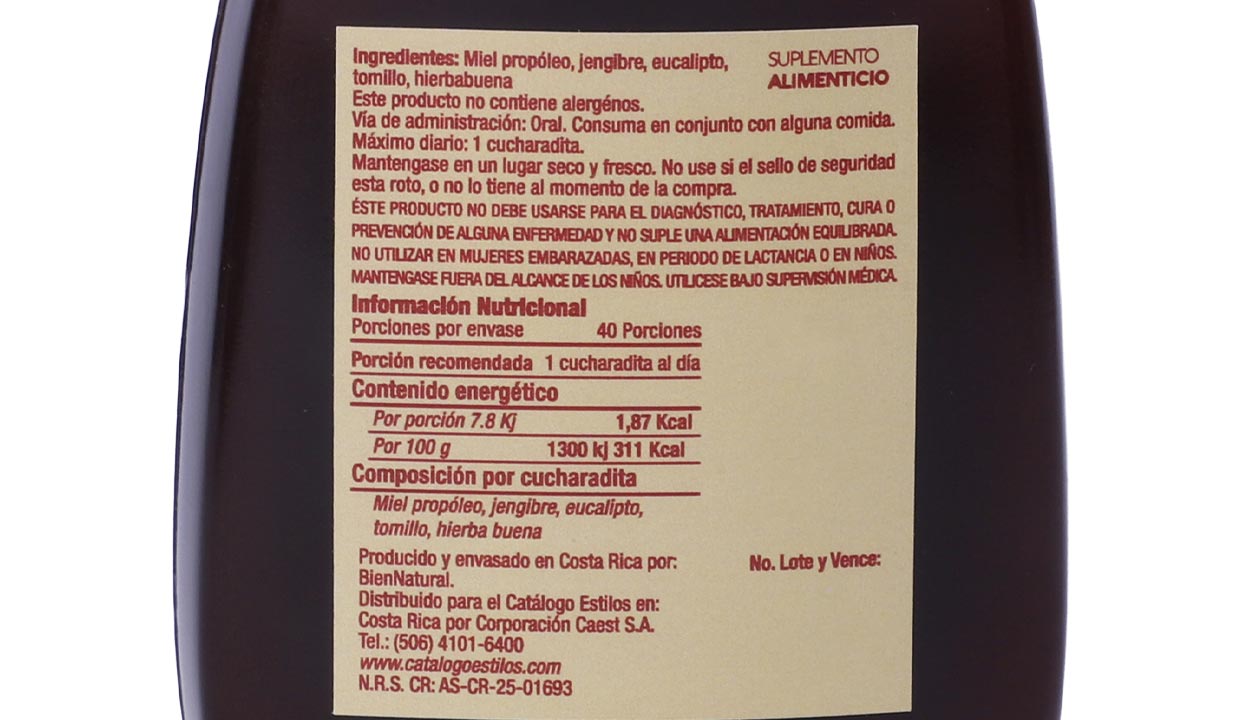 Ingredientes: Miel propóleo, jengibre, eucalipto,
tomillo, hierbabuena
SUPLEMENTO
ALIMENTICIO
Este producto no contiene alergénos.
Vía de administración: Oral. Consuma en conjunto con alguna comida.
Máximo diario: 1 cucharadita.
Mantengase en un lugar seco y fresco. No use si el sello de seguridad
esta roto, o no lo tiene al momento de la compra.
ÉSTE PRODUCTO NO DEBE USARSE PARA EL DIAGNÓSTICO, TRATAMIENTO, CURA O
PREVENCIÓN DE ALGUNA ENFERMEDAD Y NO SUPLE UNA ALIMENTACIÓN EQUILIBRADA.
NO UTILIZAR EN MUJERES EMBARAZADAS, EN PERIODO DE LACTANCIA O EN NIÑOS.
MANTENGASE FUERA DEL ALCANCE DE LOS NIÑOS. UTILICESE BAJO SUPERVISIÓN MÉDICA.
Información Nutricional
Porciones por envase 40 Porciones
Porción recomendada 1 cucharadita al día
Contenido energético
Por porción 7.8 Kj 1,87 Kcal
Por 100 g 1300 kj 311 Kcal
Composición por cucharadita
Miel propóleo, jengibre, eucalipto,
tomillo, hierba buena
Producido y envasado en Costa Rica por:
BienNatural.
Distribuido para el Catálogo Estilos en:
Costa Rica por Corporación Caest S.A.
Tel.: (506) 4101-6400
www.catalogoestilos.com
N.R.S. CR: AS-CR-25-01693
No. Lote y Vence: